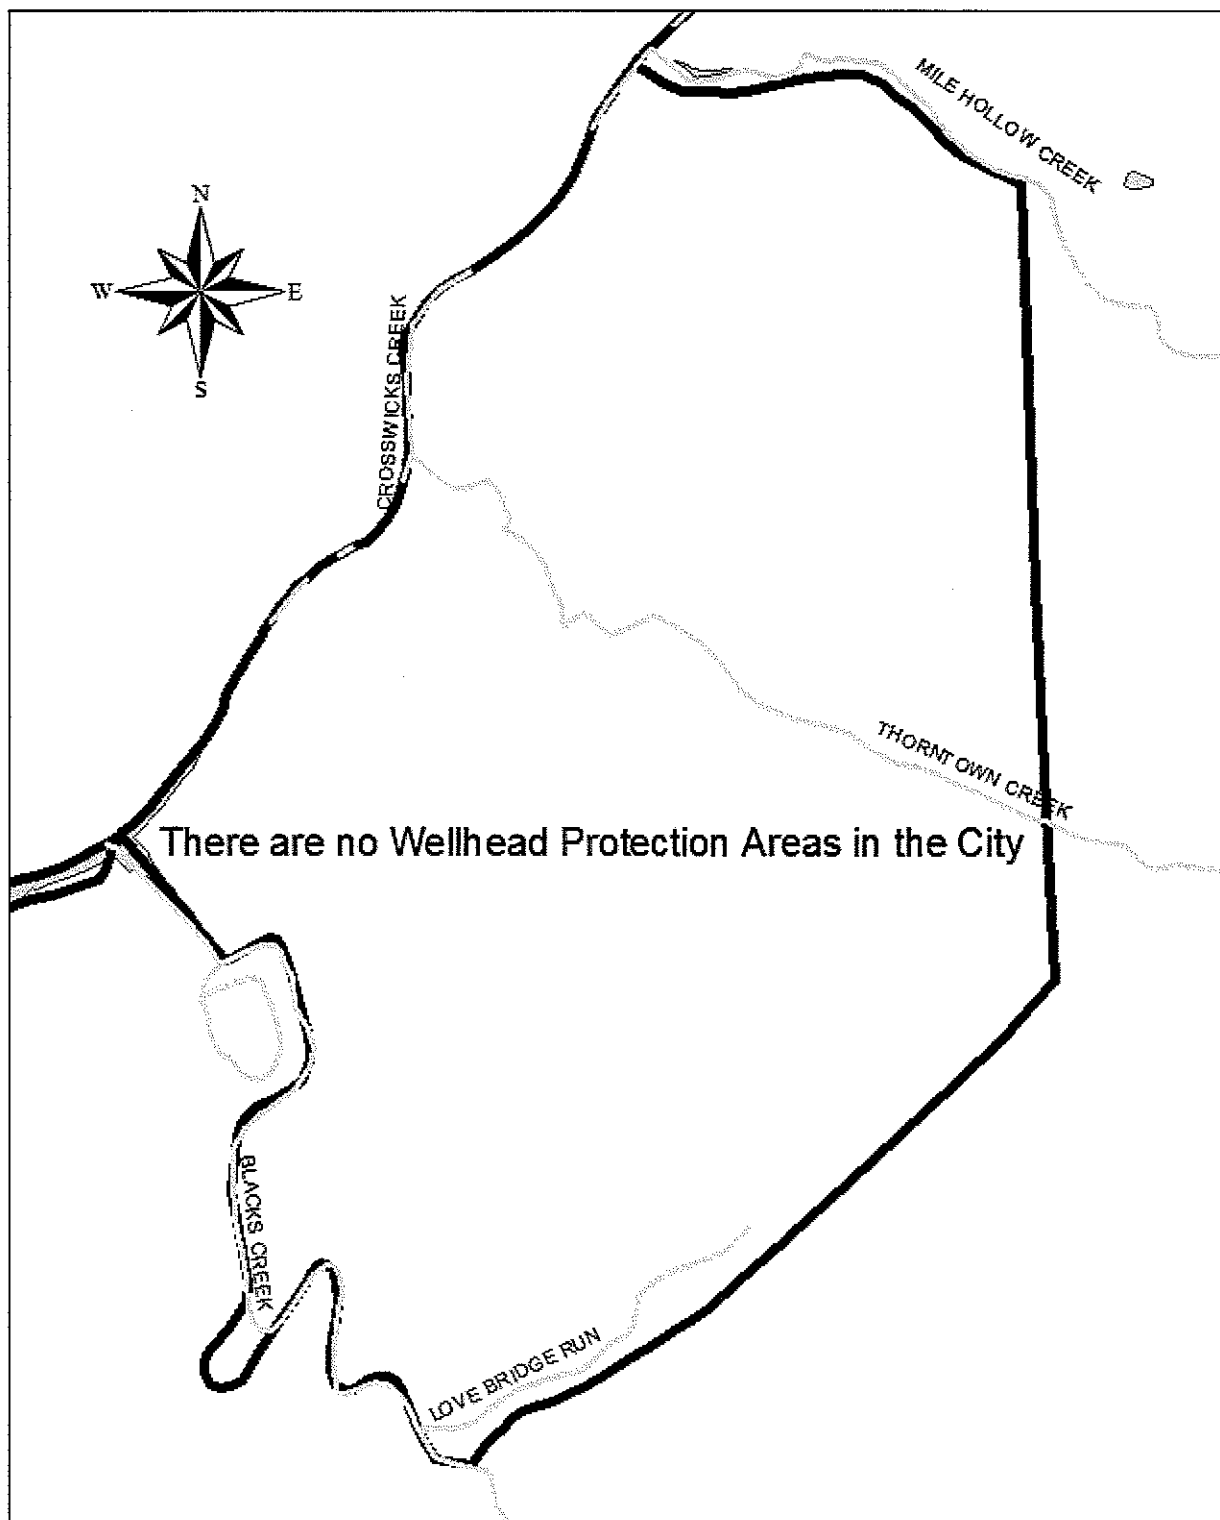 MILE HOLLOW CREEK
N
W E
S
CROSSWICKS CREEK
THORNTOWN CREEK
There are no Wellhead Protection Areas in the City
BLACKS CREEK
LOVE BRIDGE RUN